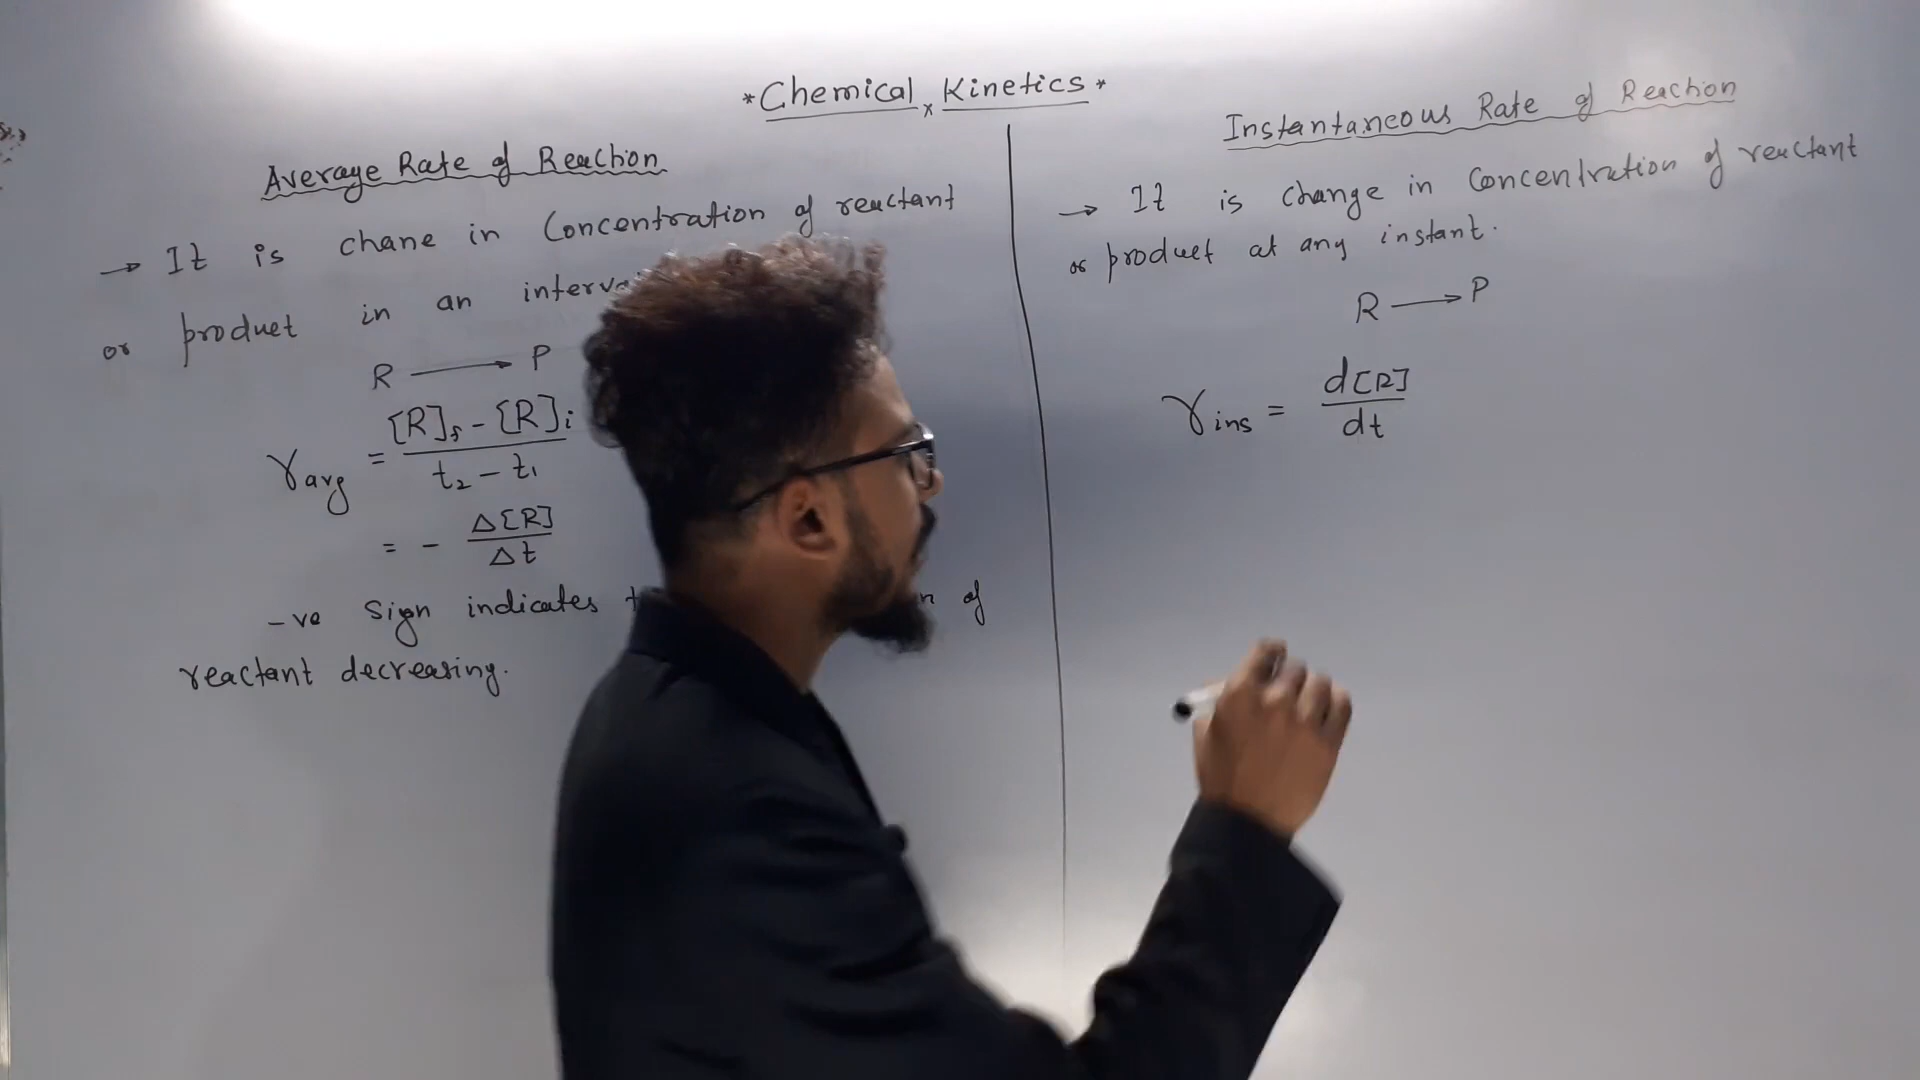 *Chemical Kinetics*
Average Rate of Reaction
→ It is chane in Concentration of reactant
or product in an
R → P
r avg = [R]f - [R]i / t₂ - t₁
= - Δ[R] / Δt
-ve Sign indicates of
reactant decreasing.
Instantaneous Rate of Reaction
→ It is change in Concentration of reactant
or product at any instant.
R → P
r ins = d[R] / dt